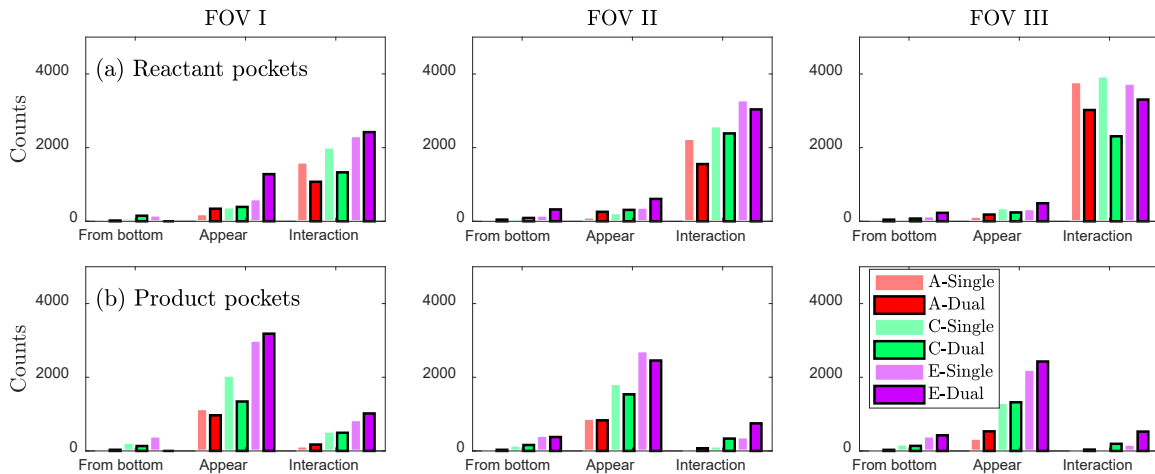 FOV I
FOV II
FOV III
(a) Reactant pockets
Counts
4000
2000
0
From bottom
Appear
Interaction
4000
2000
0
From bottom
Appear
Interaction
4000
2000
0
From bottom
Appear
Interaction
(b) Product pockets
Counts
4000
2000
0
From bottom
Appear
Interaction
4000
2000
0
From bottom
Appear
Interaction
4000
2000
0
From bottom
Appear
Interaction
A-Single
A-Dual
C-Single
C-Dual
E-Single
E-Dual